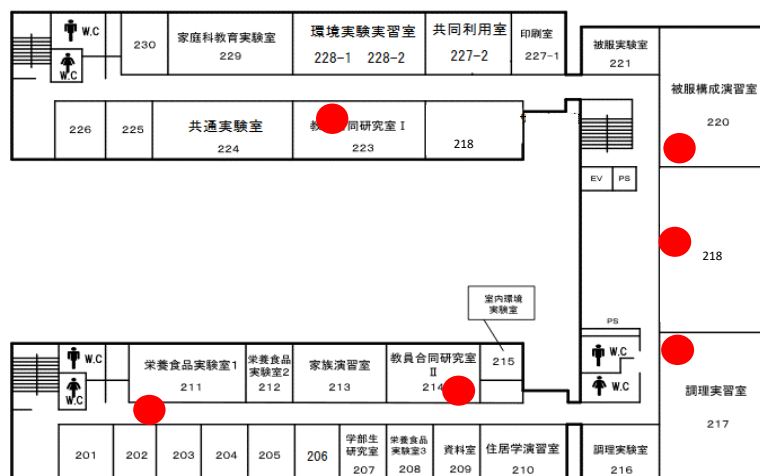 W.C
W.C
230
家庭科教育実験室
229
環境実験実習室
228-1 228-2
共同利用室
227-2
印刷室
227-1
被服実験室
221
被服構成演習室
220
226
225
共通実験室
224
同研究室Ⅰ
223
218
EV
PS
218
PS
室内環境
実験室
W.C
W.C
栄養食品実験室1
211
栄養食品
実験室2
212
家族演習室
213
教員合同研究室
Ⅱ
214
215
W.C
W.C
調理実習室
217
201
202
203
204
205
206
学部生
研究室
207
栄養食品
実験室3
208
資料室
209
住居学演習室
210
調理実験室
216